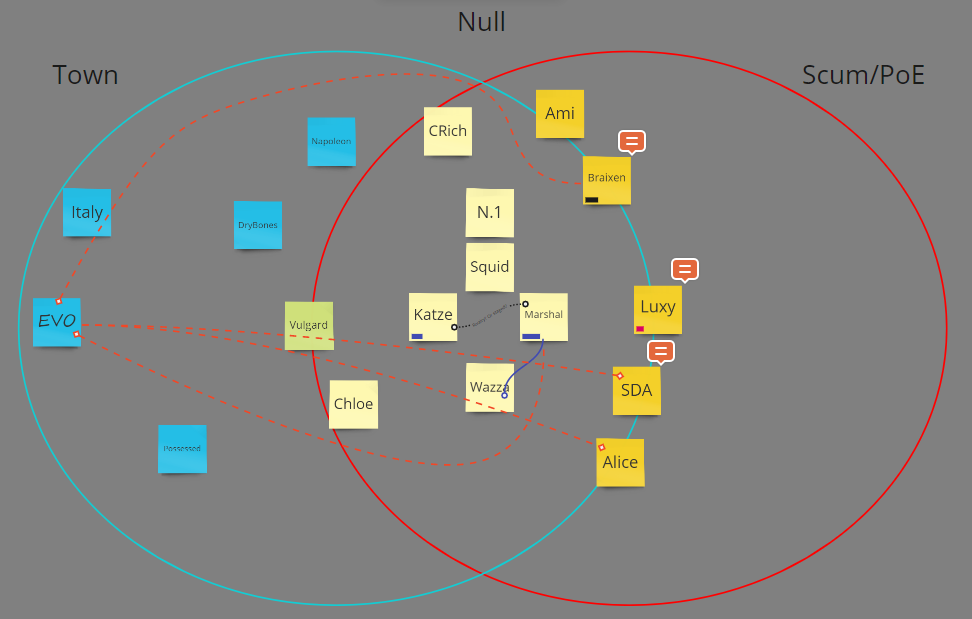 Null
Town
Scum/PoE
Ami
CRich
Napoleon
Braixen
Italy
N.1
DryBones
Squid
EVO
Vulgard
Katze
Marshal
Luxy
Wazza
SDA
Chloe
Possessed
Alice